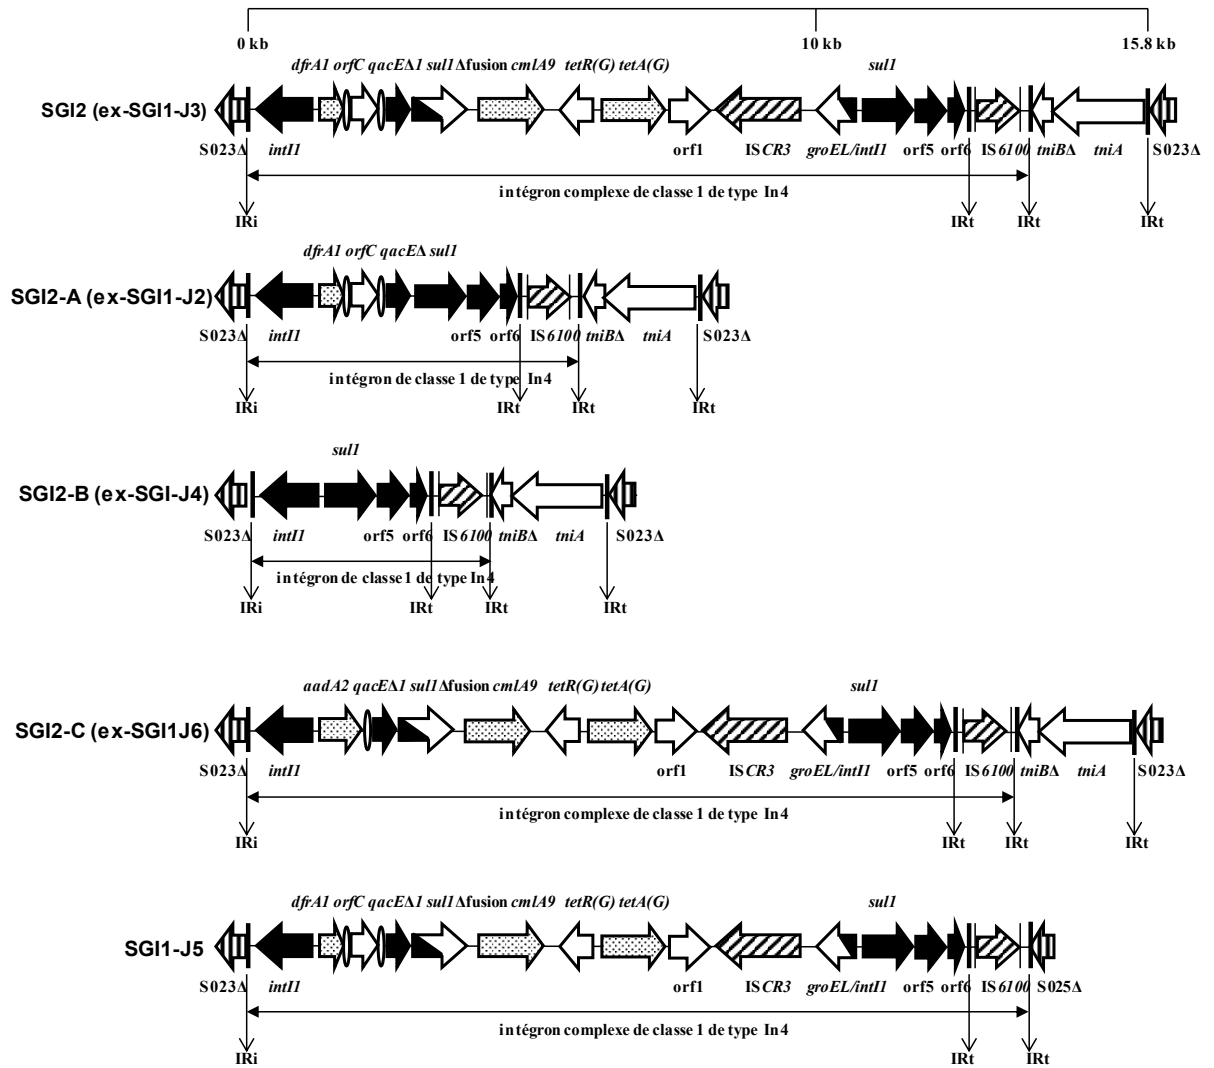 0 kb 10 kb 15.8 kb
dfrA1 orfC qacEΔ1 sul1 Δfusion cmlA9 tetR(G) tetA(G) sul1
SGI2 (ex-SGI1-J3)
S023Δ intI1 orf1 ISCR3 groEL/intI1 orf5 orf6 IS6100 tniBΔ tniA S023Δ
intégron complexe de classe 1 de type In4
IRi IRt IRt IRt
dfrA1 orfC qacEΔ sul1
SGI2-A (ex-SGI1-J2)
S023Δ intI1 orf5 orf6 IS6100 tniBΔ tniA S023Δ
intégron de classe 1 de type In4
IRi IRt IRt IRt
sul1
SGI2-B (ex-SGI-J4)
S023Δ intI1 orf5 orf6 IS6100 tniBΔ tniA S023Δ
intégron de classe 1 de type In4
IRi IRt IRt IRt
aadA2 qacEΔ1 sul1 Δfusion cmlA9 tetR(G) tetA(G) sul1
SGI2-C (ex-SGI1J6)
S023Δ intI1 orf1 ISCR3 groEL/intI1 orf5 orf6 IS6100 tniBΔ tniA S023Δ
intégron complexe de classe 1 de type In4
IRi IRt IRt IRt
dfrA1 orfC qacEΔ1 sul1 Δfusion cmlA9 tetR(G) tetA(G) sul1
SGI1-J5
S023Δ intI1 orf1 ISCR3 groEL/intI1 orf5 orf6 IS6100 S025Δ
intégron complexe de classe 1 de type In4
IRi IRt IRt